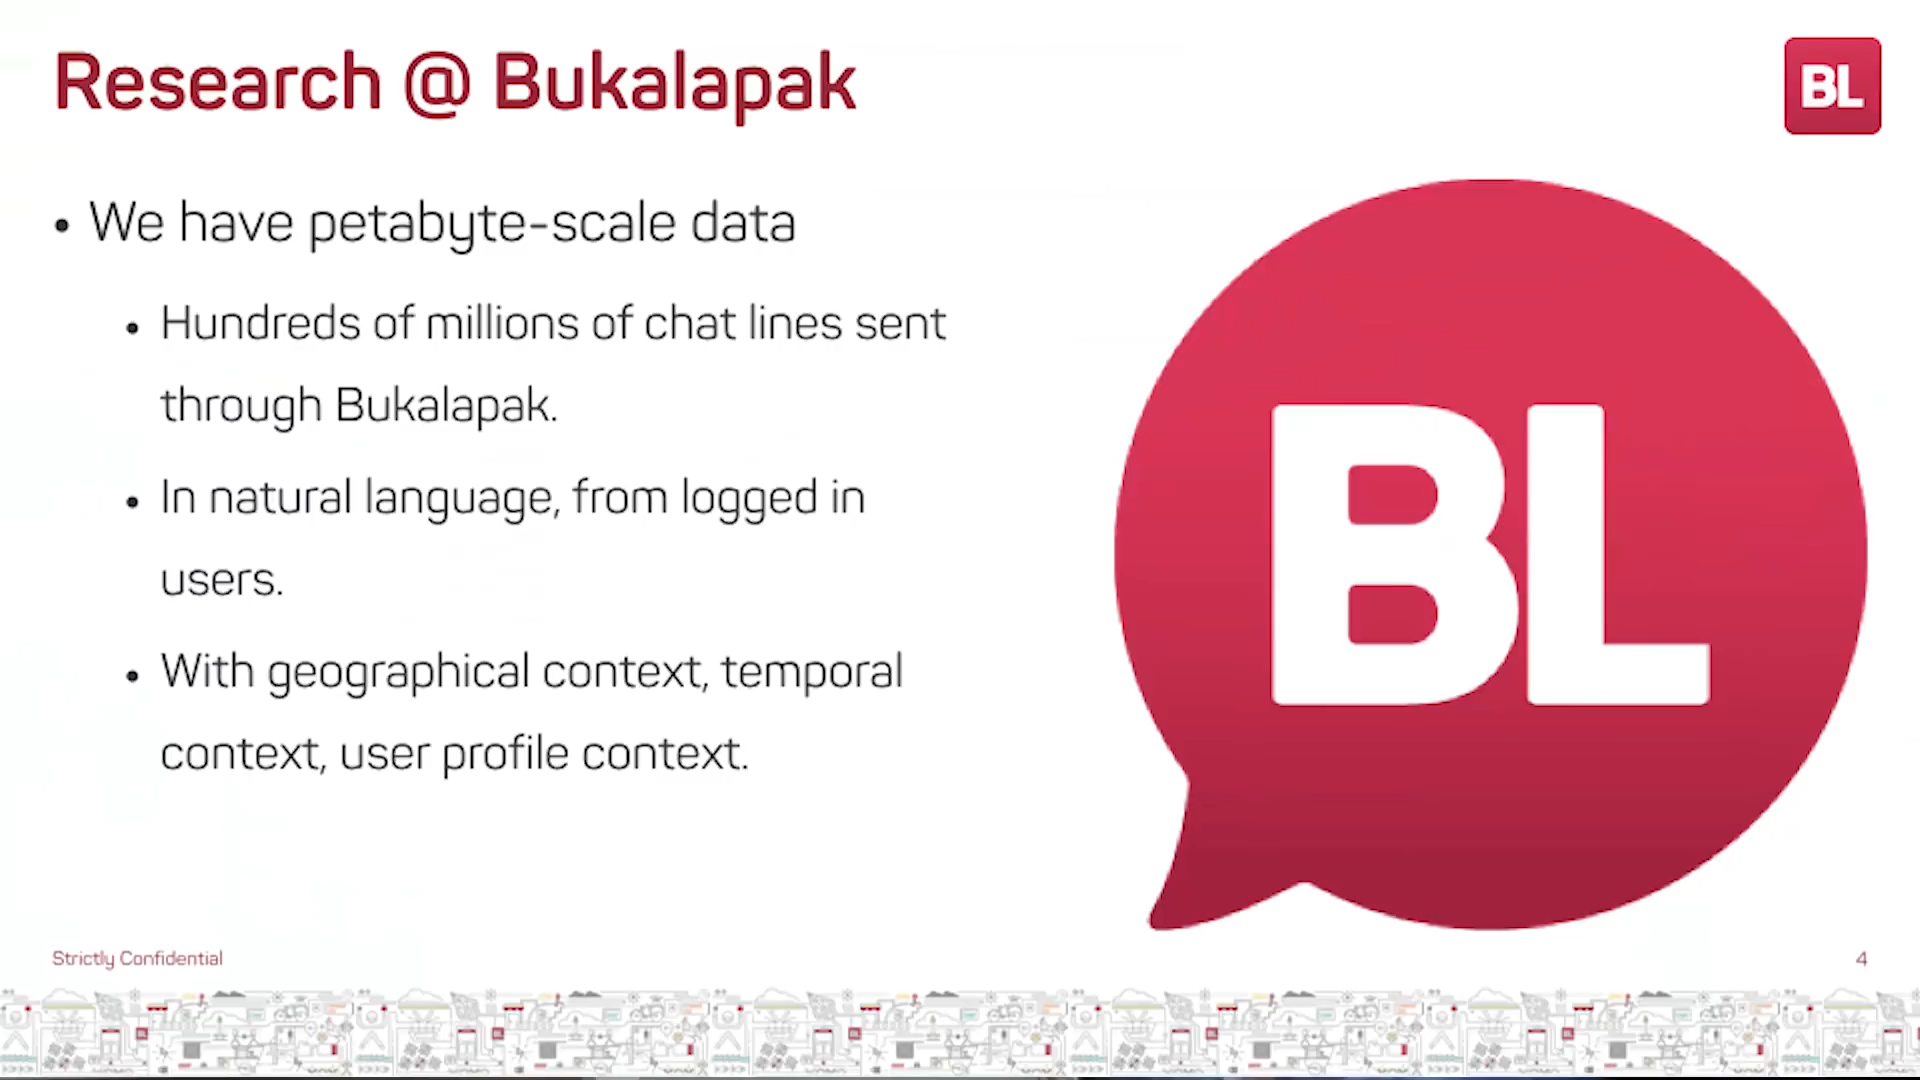 Research @ Bukalapak
BL
• We have petabyte-scale data
• Hundreds of millions of chat lines sent
through Bukalapak.
• In natural language, from logged in
users.
• With geographical context, temporal
context, user profile context.
BL
Strictly Confidential
4